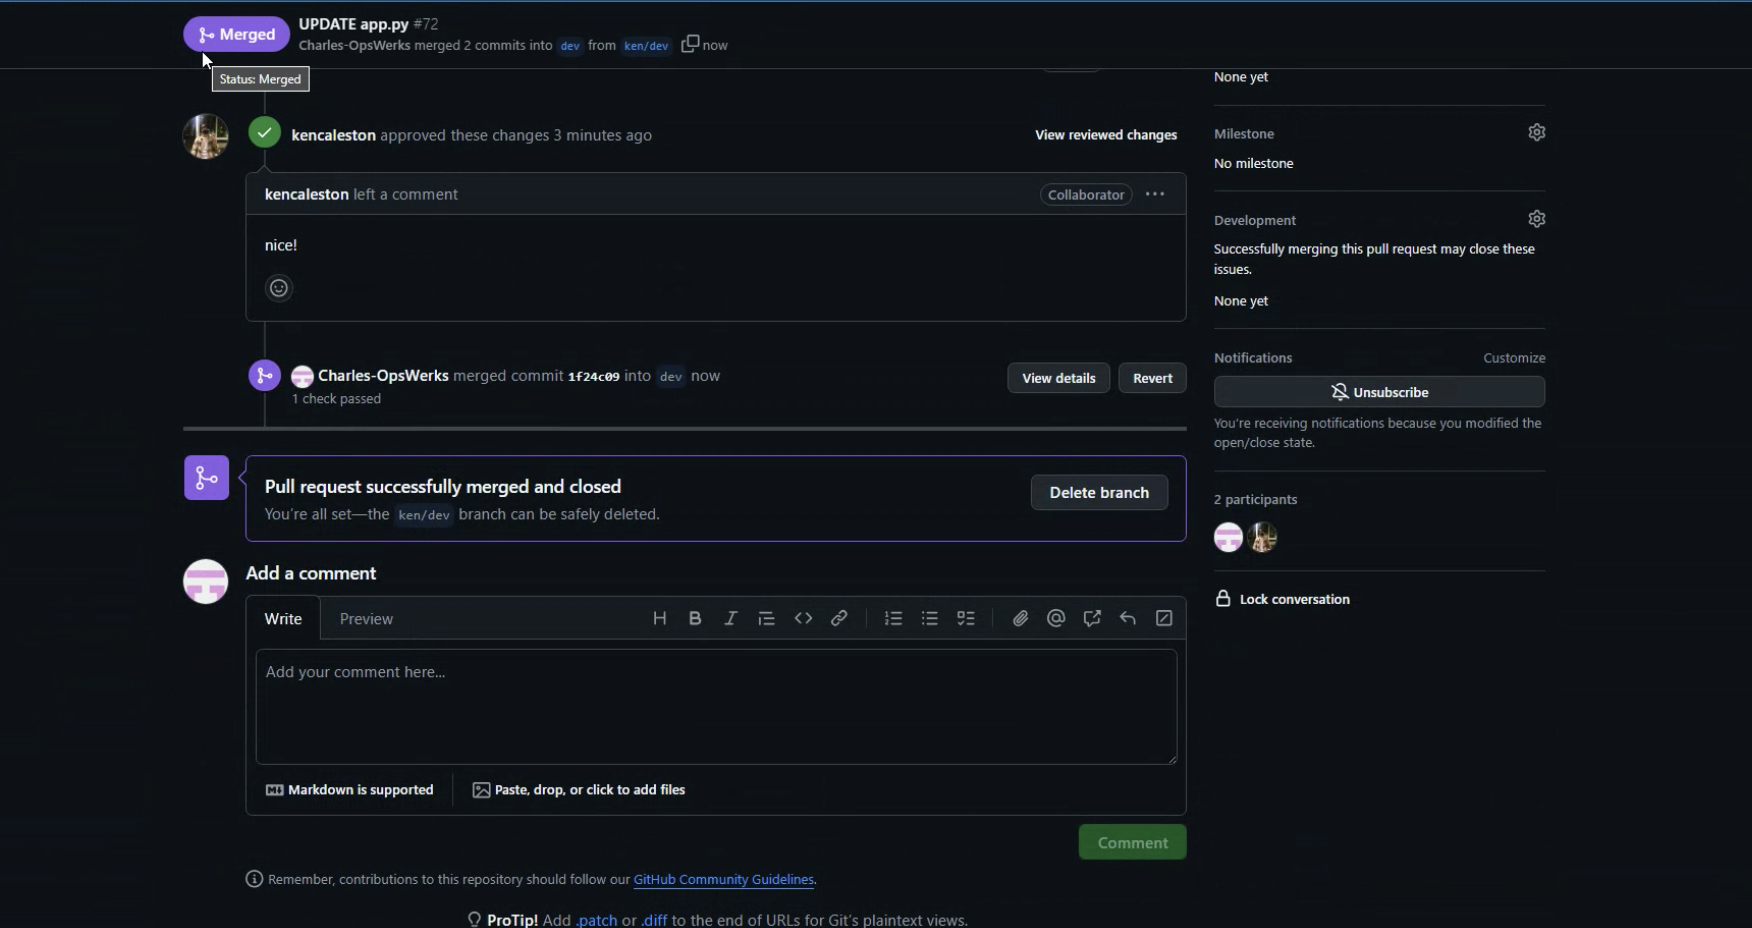 Merged
UPDATE app.py #72
Charles-OpsWerks merged 2 commits into dev from ken/dev now
Status: Merged
kencaleston approved these changes 3 minutes ago
View reviewed changes
kencaleston left a comment
Collaborator
nice!
Charles-OpsWerks merged commit 1f24c09 into dev now
1 check passed
View details
Revert
Pull request successfully merged and closed
You're all set—the ken/dev branch can be safely deleted.
Delete branch
Add a comment
Write
Preview
Add your comment here...
Markdown is supported
Paste, drop, or click to add files
Comment
Remember, contributions to this repository should follow our GitHub Community Guidelines.
ProTip! Add .patch or .diff to the end of URLs for Git's plaintext views.
None yet
Milestone
No milestone
Development
Successfully merging this pull request may close these
issues.
None yet
Notifications
Customize
Unsubscribe
You're receiving notifications because you modified the
open/close state.
2 participants
Lock conversation